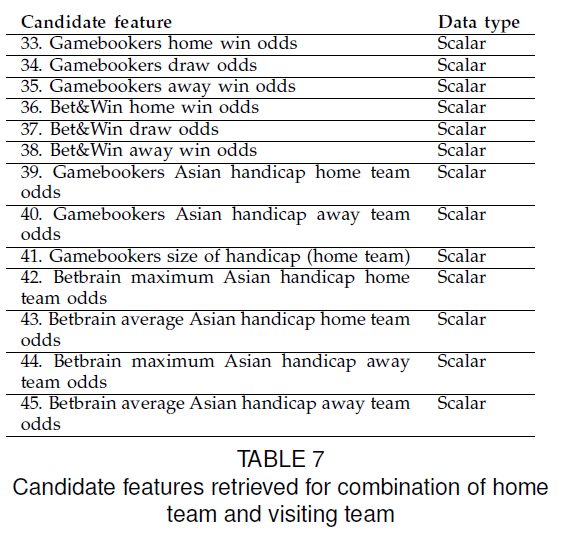 Candidate feature Data type
33. Gamebookers home win odds Scalar
34. Gamebookers draw odds Scalar
35. Gamebookers away win odds Scalar
36. Bet&Win home win odds Scalar
37. Bet&Win draw odds Scalar
38. Bet&Win away win odds Scalar
39. Gamebookers Asian handicap home team Scalar
odds
40. Gamebookers Asian handicap away team Scalar
odds
41. Gamebookers size of handicap (home team) Scalar
42. Betbrain maximum Asian handicap home Scalar
team odds
43. Betbrain average Asian handicap home team Scalar
odds
44. Betbrain maximum Asian handicap away Scalar
team odds
45. Betbrain average Asian handicap away team Scalar
odds
TABLE 7
Candidate features retrieved for combination of home
team and visiting team